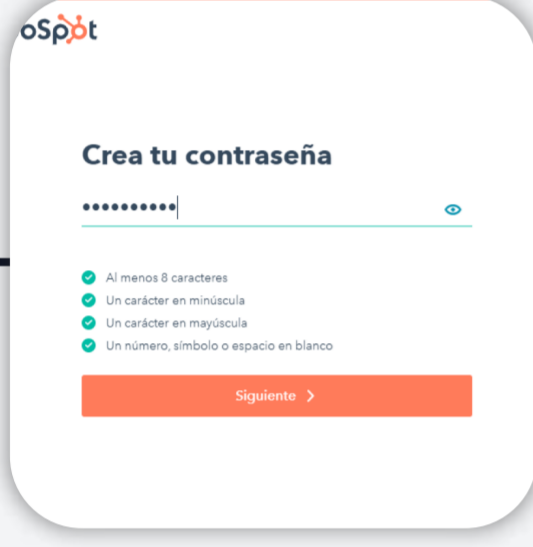 oSpot
Crea tu contraseña
••••••••••
Al menos 8 caracteres
Un carácter en minúscula
Un carácter en mayúscula
Un número, símbolo o espacio en blanco
Siguiente